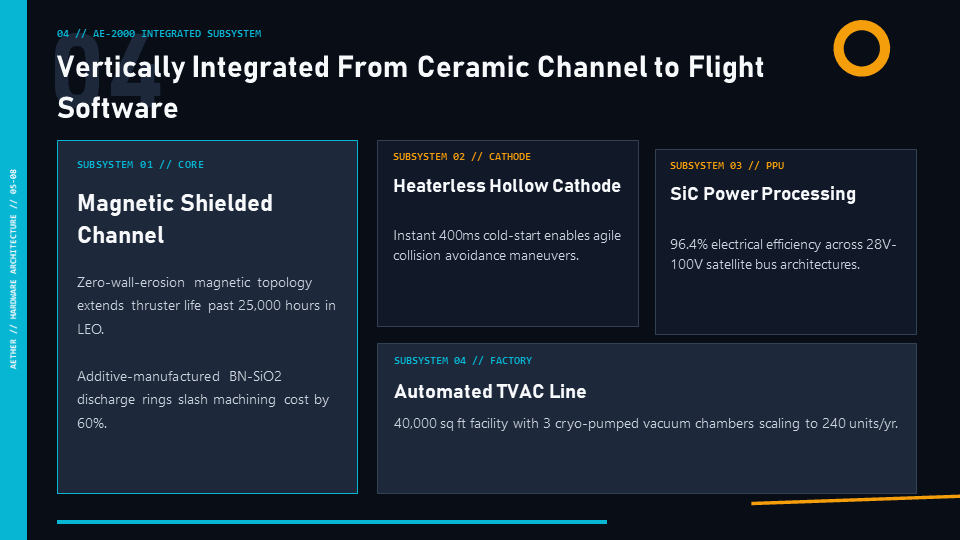 04 // AE-2000 INTEGRATED SUBSYSTEM
04
Vertically Integrated From Ceramic Channel to Flight
Software
SUBSYSTEM 01 // CORE
Magnetic Shielded
Channel
Zero-wall-erosion magnetic topology
extends thruster life past 25,000 hours in
LEO.
Additive-manufactured BN-SiO2
discharge rings slash machining cost by
60%.
SUBSYSTEM 02 // CATHODE
Heaterless Hollow Cathode
Instant 400ms cold-start enables agile
collision avoidance maneuvers.
SUBSYSTEM 03 // PPU
SiC Power Processing
96.4% electrical efficiency across 28V-
100V satellite bus architectures.
SUBSYSTEM 04 // FACTORY
Automated TVAC Line
40,000 sq ft facility with 3 cryo-pumped vacuum chambers scaling to 240 units/yr.
AETHER // HARDWARE ARCHITECTURE // 05-08